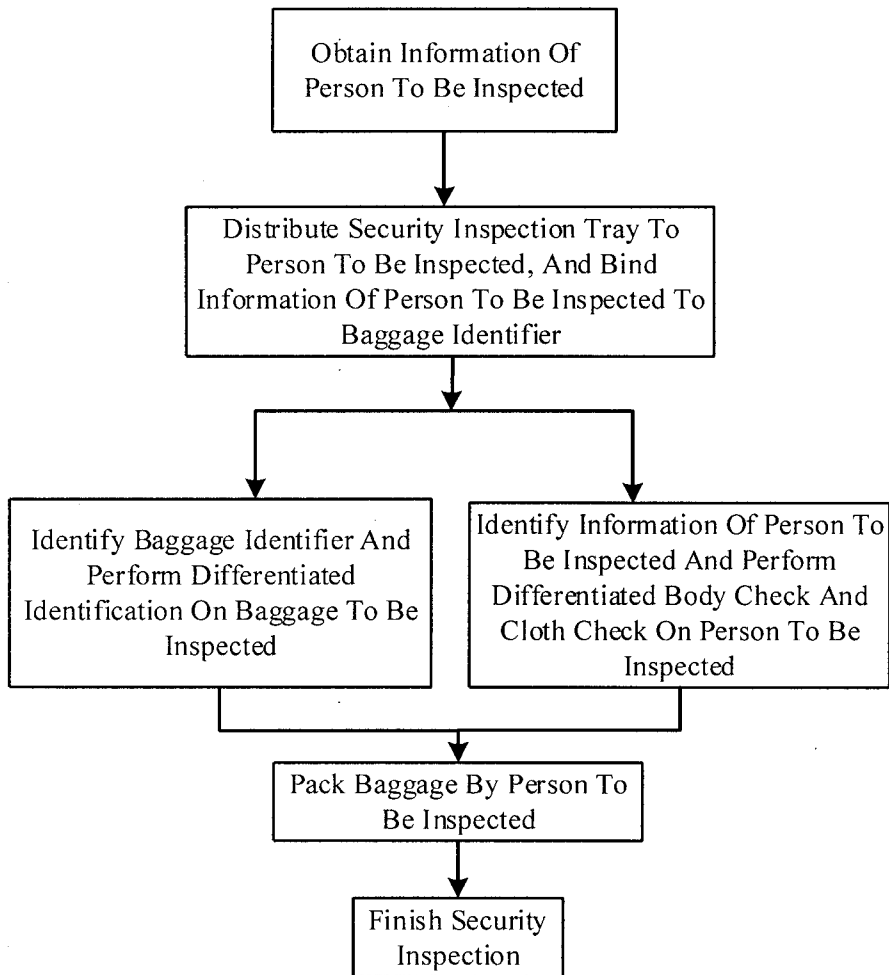 Obtain Information Of
Person To Be Inspected
Distribute Security Inspection Tray To
Person To Be Inspected, And Bind
Information Of Person To Be Inspected To
Baggage Identifier
Identify Baggage Identifier And
Perform Differentiated
Identification On Baggage To Be
Inspected
Identify Information Of Person To
Be Inspected And Perform
Differentiated Body Check And
Cloth Check On Person To Be
Inspected
Pack Baggage By Person To
Be Inspected
Finish Security
Inspection